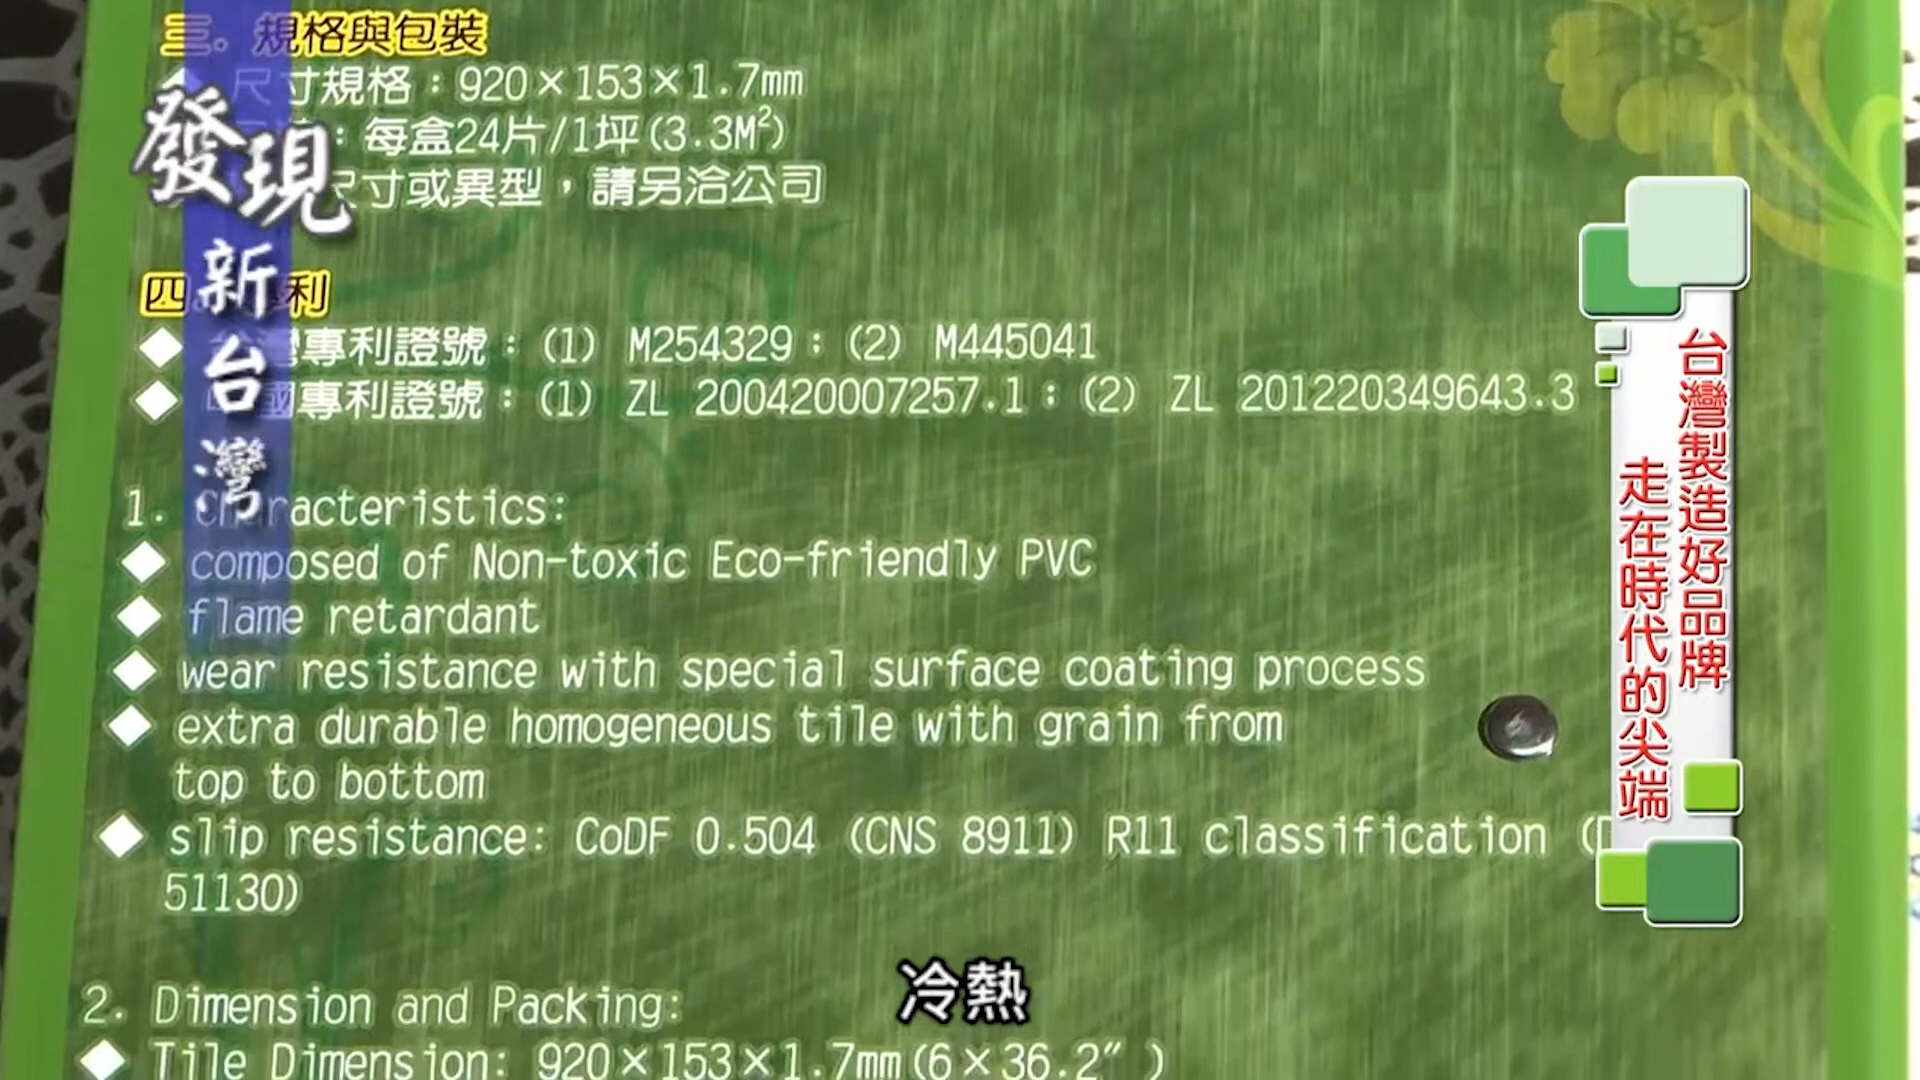 三。規格與包裝
尺寸規格：920×153×1.7mm
：每盒24片/1坪(3.3M²)
尺寸或異型，請另洽公司
發現新台灣
四 利
灣專利證號：(1) M254329：(2) M445041
國專利證號：(1) ZL 200420007257.1：(2) ZL 201220349643.3
1. Characteristics:
composed of Non-toxic Eco-friendly PVC
flame retardant
wear resistance with special surface coating process
extra durable homogeneous tile with grain from
top to bottom
slip resistance: CoDF 0.504 (CNS 8911) R11 classification (
51130)
2. Dimension and Packing:
Tile Dimension: 920×153×1.7mm(6×36.2″ )
台灣製造好品牌
走在時代的尖端
冷熱